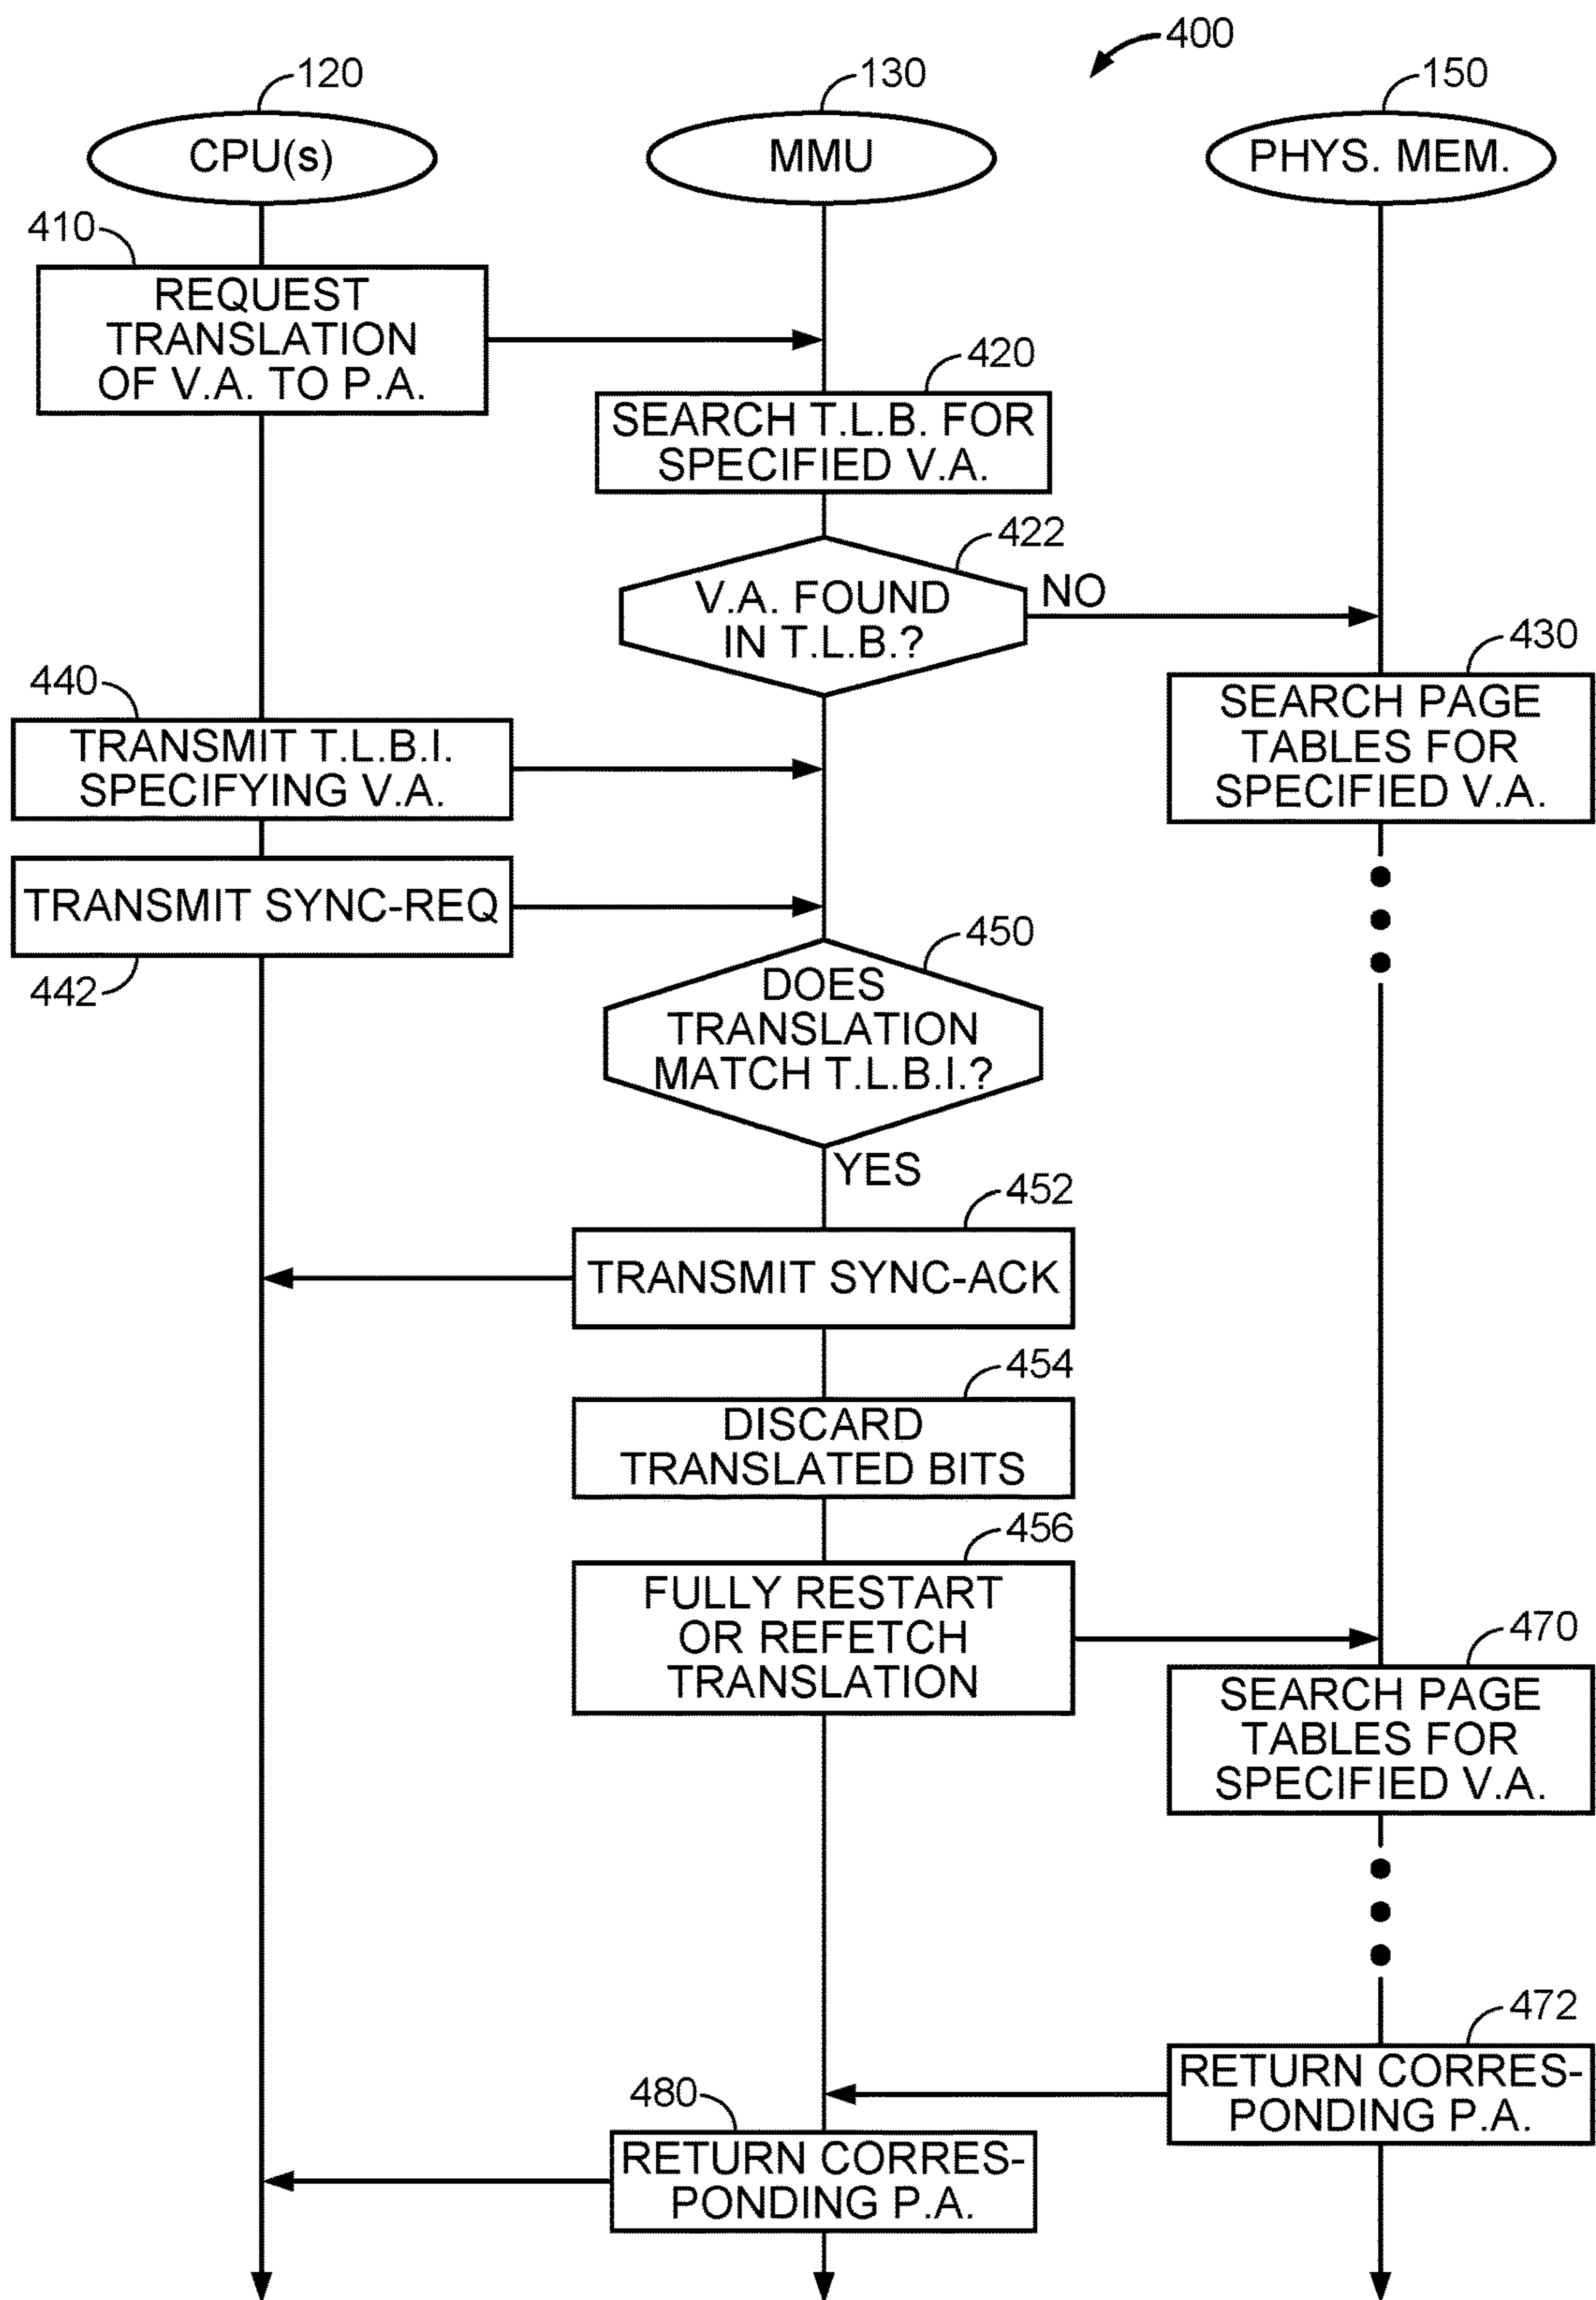 400
120
130
150
CPU(s)
MMU
PHYS. MEM.
410
REQUEST
TRANSLATION
OF V.A. TO P.A.
420
SEARCH T.L.B. FOR
SPECIFIED V.A.
422
V.A. FOUND
IN T.L.B.?
NO
430
SEARCH PAGE
TABLES FOR
SPECIFIED V.A.
440
TRANSMIT T.L.B.I.
SPECIFYING V.A.
TRANSMIT SYNC-REQ
442
450
DOES
TRANSLATION
MATCH T.L.B.I.?
YES
452
TRANSMIT SYNC-ACK
454
DISCARD
TRANSLATED BITS
456
FULLY RESTART
OR REFETCH
TRANSLATION
470
SEARCH PAGE
TABLES FOR
SPECIFIED V.A.
472
RETURN CORRES-
PONDING P.A.
480
RETURN CORRES-
PONDING P.A.